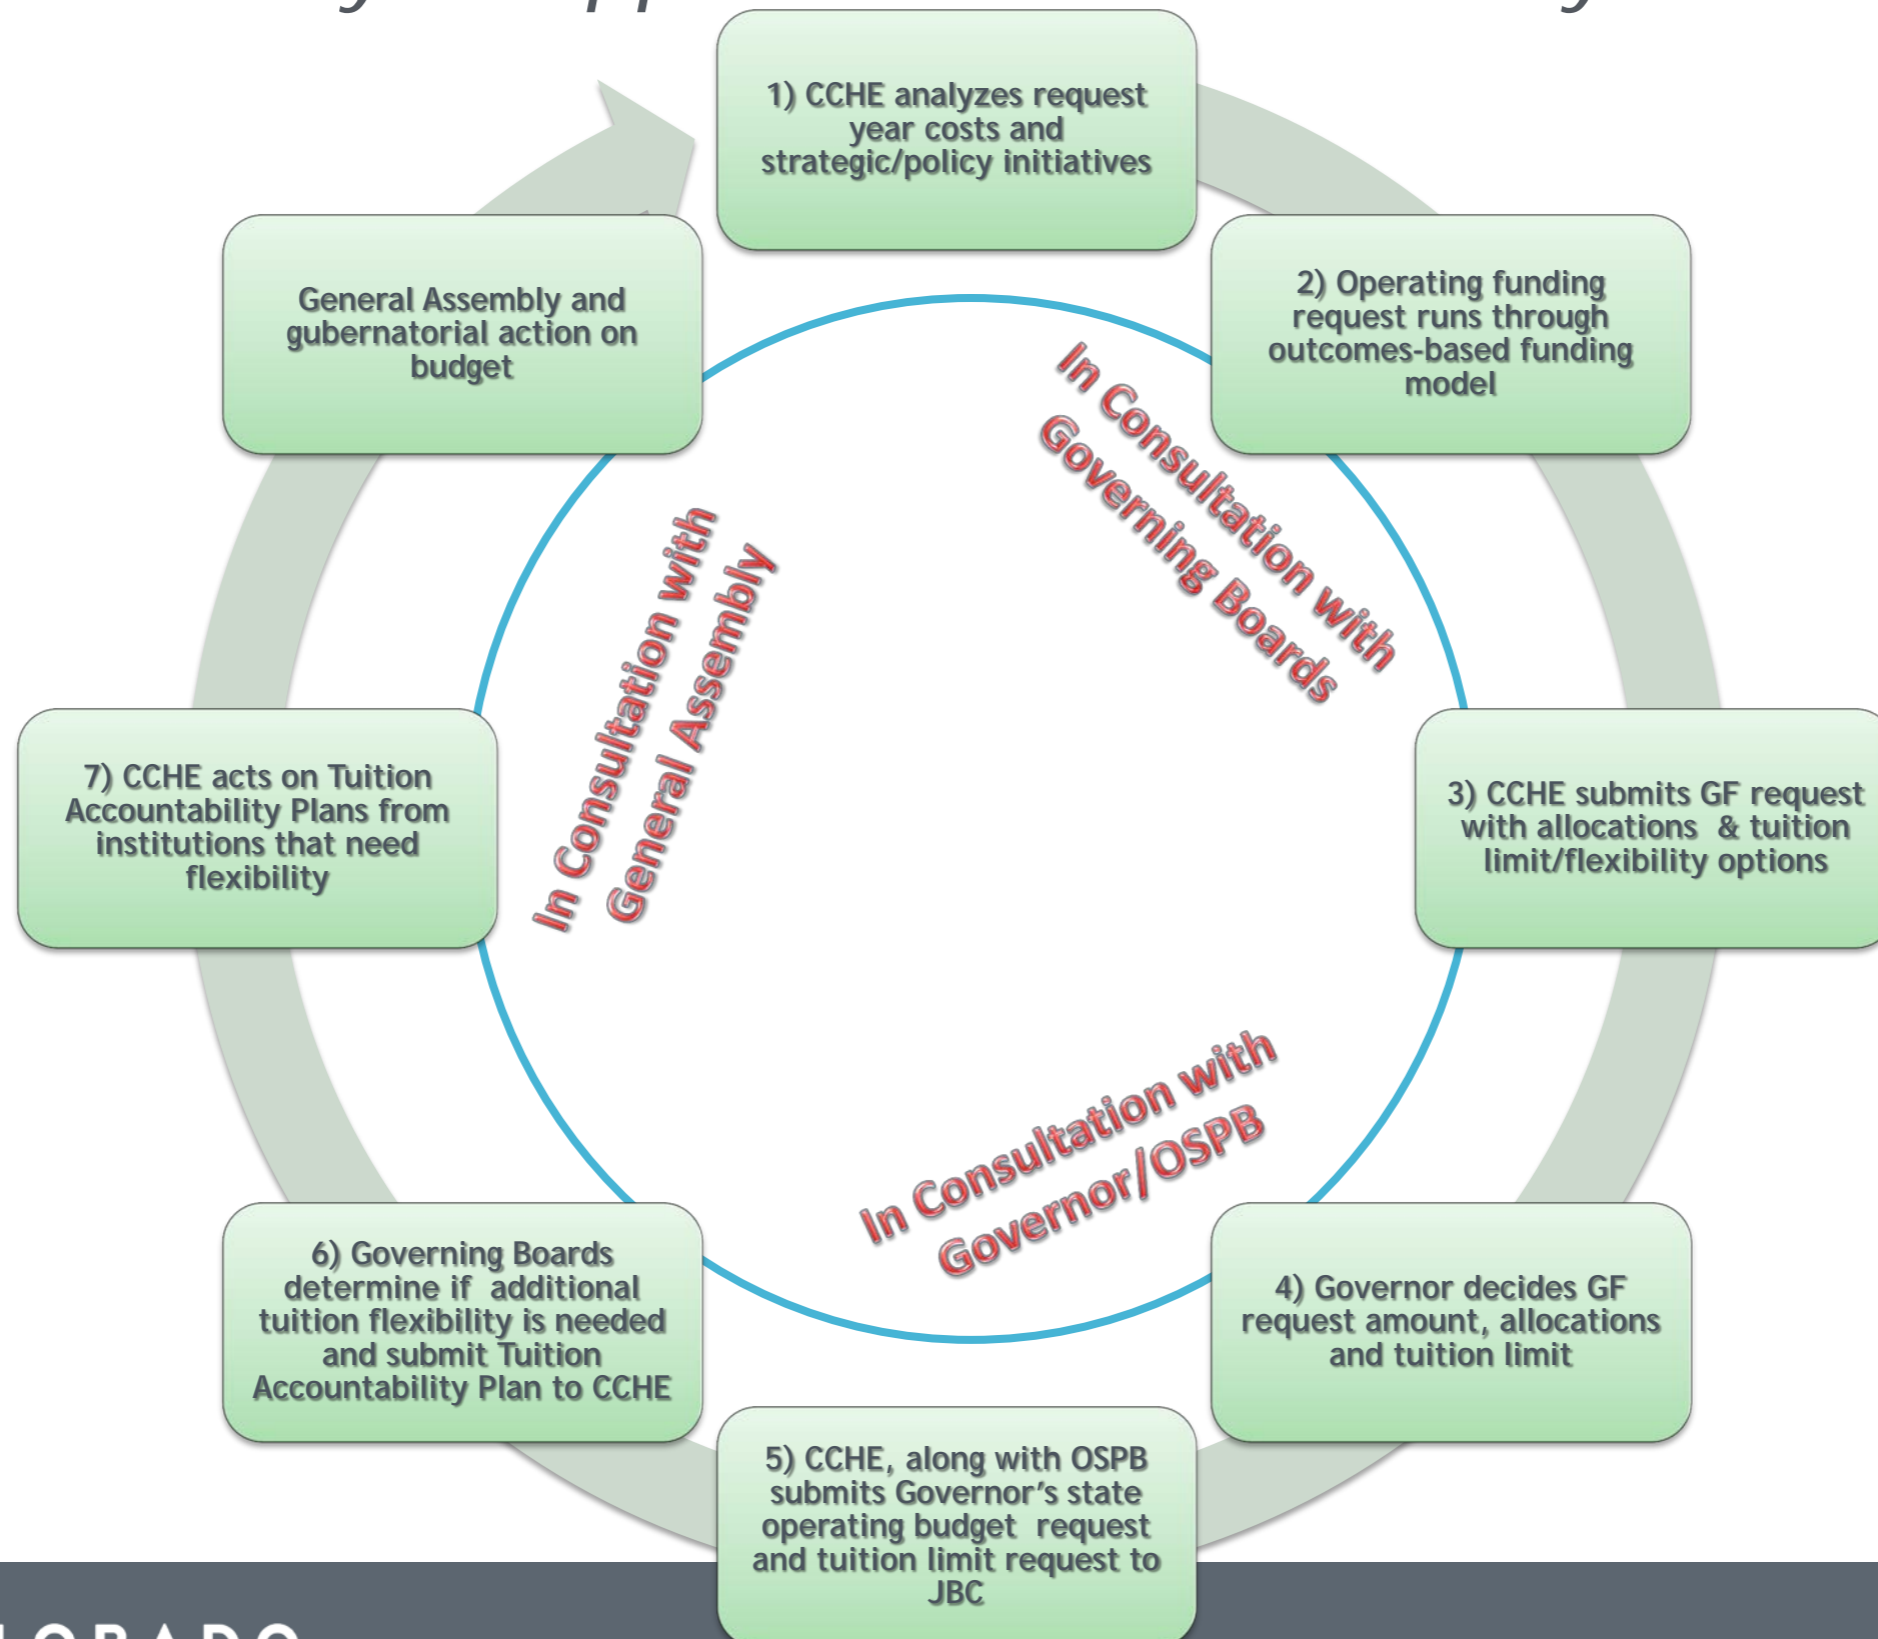 1) CCHE analyzes request
year costs and
strategic/policy initiatives
2) Operating funding
request runs through
outcomes-based funding
model
3) CCHE submits GF request
with allocations & tuition
limit/flexibility options
4) Governor decides GF
request amount, allocations
and tuition limit
5) CCHE, along with OSPB
submits Governor’s state
operating budget request
and tuition limit request to
JBC
6) Governing Boards
determine if additional
tuition flexibility is needed
and submit Tuition
Accountability Plan to CCHE
7) CCHE acts on Tuition
Accountability Plans from
institutions that need
flexibility
General Assembly and
gubernatorial action on
budget
In Consultation with
Governing Boards
In Consultation with
Governor/OSPB
In Consultation with
General Assembly